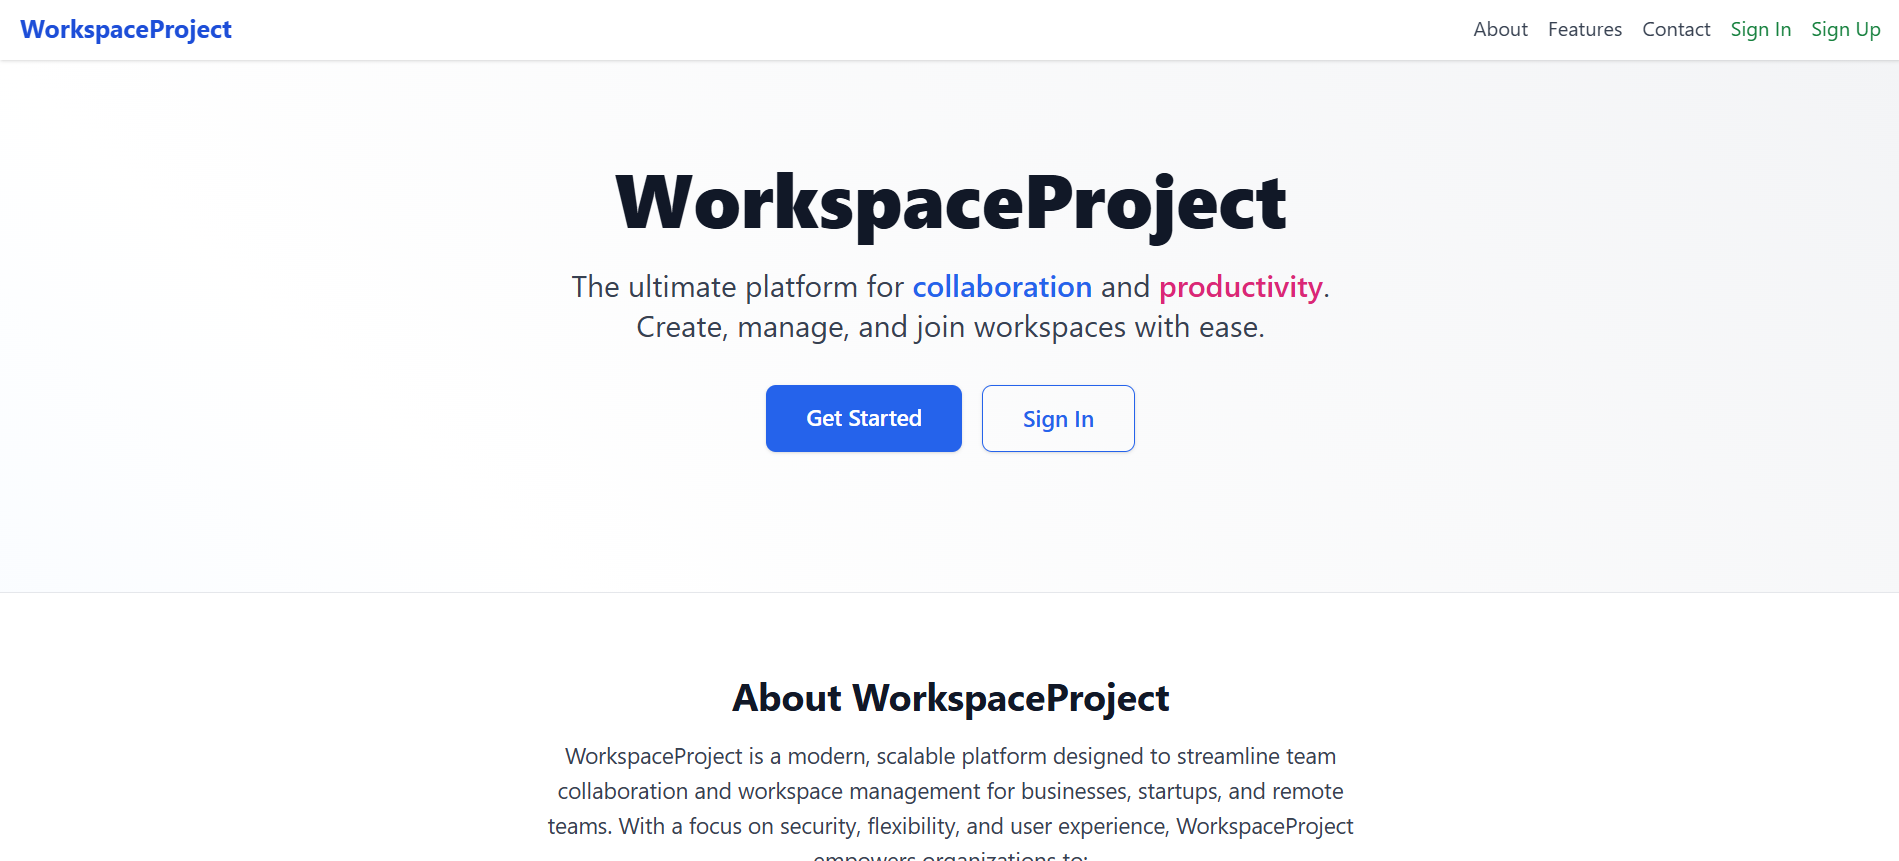 WorkspaceProject
About Features Contact Sign In Sign Up
WorkspaceProject
The ultimate platform for collaboration and productivity.
Create, manage, and join workspaces with ease.
Get Started
Sign In
About WorkspaceProject
WorkspaceProject is a modern, scalable platform designed to streamline team
collaboration and workspace management for businesses, startups, and remote
teams. With a focus on security, flexibility, and user experience, WorkspaceProject
empowers organizations to: